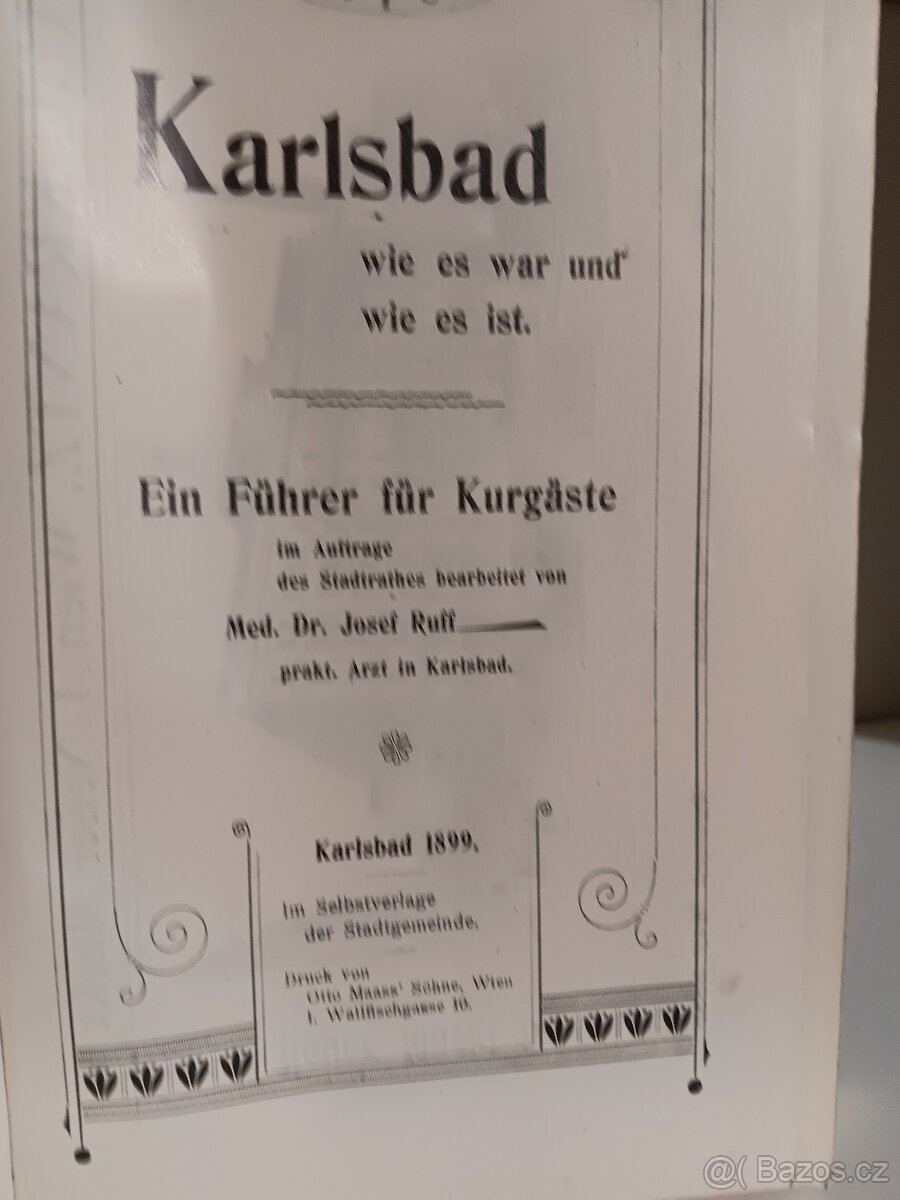 Karlsbad
wie es war und
wie es ist.
Ein Führer für Kurgäste
im Auftrage
des Stadtrathes bearbeitet von
Med. Dr. Josef Ruff
prakt. Arzt in Karlsbad.
Karlsbad 1899.
Im Selbstverlage
der Stadtgemeinde.
Druck von
Otto Maass' Söhne, Wien
I. Wallfischgasse 10.
@( Bazos.cz